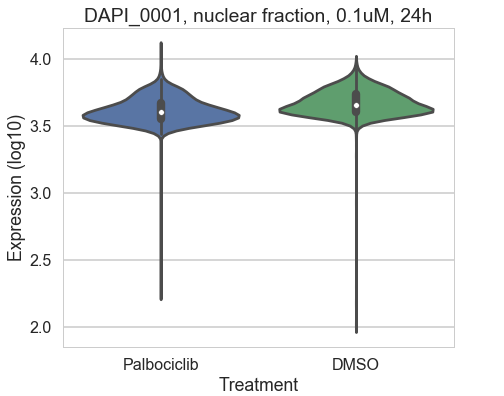 DAPI_0001, nuclear fraction, 0.1uM, 24h
Expression (log10)
4.0
3.5
3.0
2.5
2.0
Palbociclib DMSO
Treatment